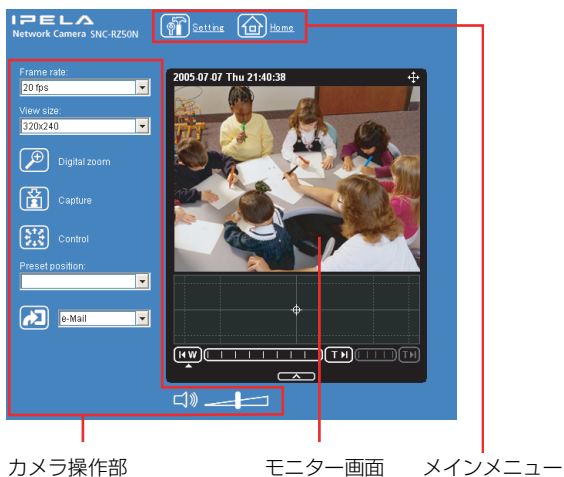 IPELA
Network Camera SNC-RZ50N
Setting
Home
Frame rate:
20 fps
View size:
320x240
Digital zoom
Capture
Control
Preset position:
e-Mail
2005-07-07 Thu 21:40:38
W
T
T
カメラ操作部
モニター画面
メインメニュー